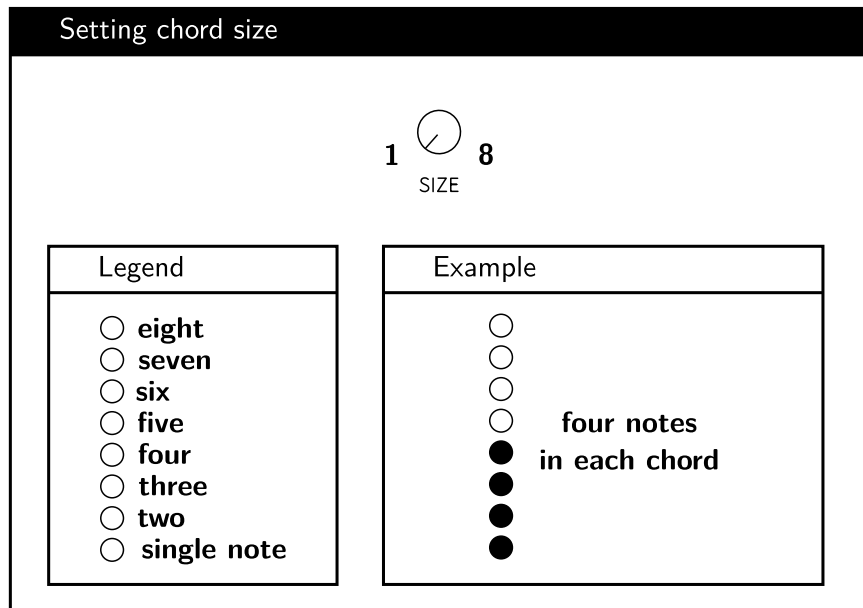 Setting chord size
1 8
SIZE
Legend
eight
seven
six
five
four
three
two
single note
Example
four notes
in each chord